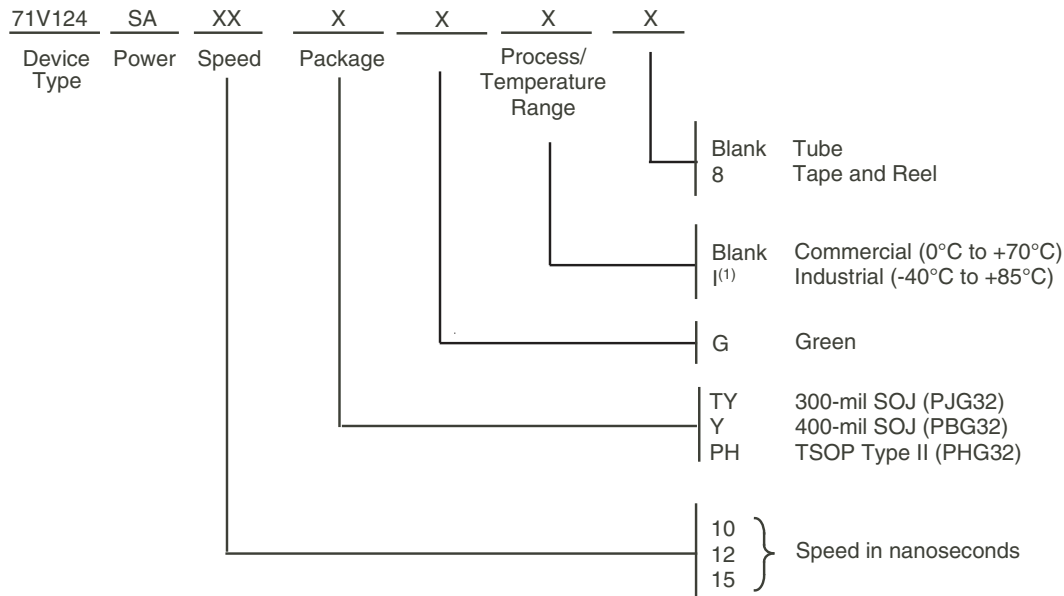 71V124 SA XX X X X X
Device Type Power Speed Package Process/ Temperature Range
Blank Tube
8 Tape and Reel
Blank Commercial (0°C to +70°C)
I(1) Industrial (-40°C to +85°C)
G Green
TY 300-mil SOJ (PJG32)
Y 400-mil SOJ (PBG32)
PH TSOP Type II (PHG32)
10
12 Speed in nanoseconds
15